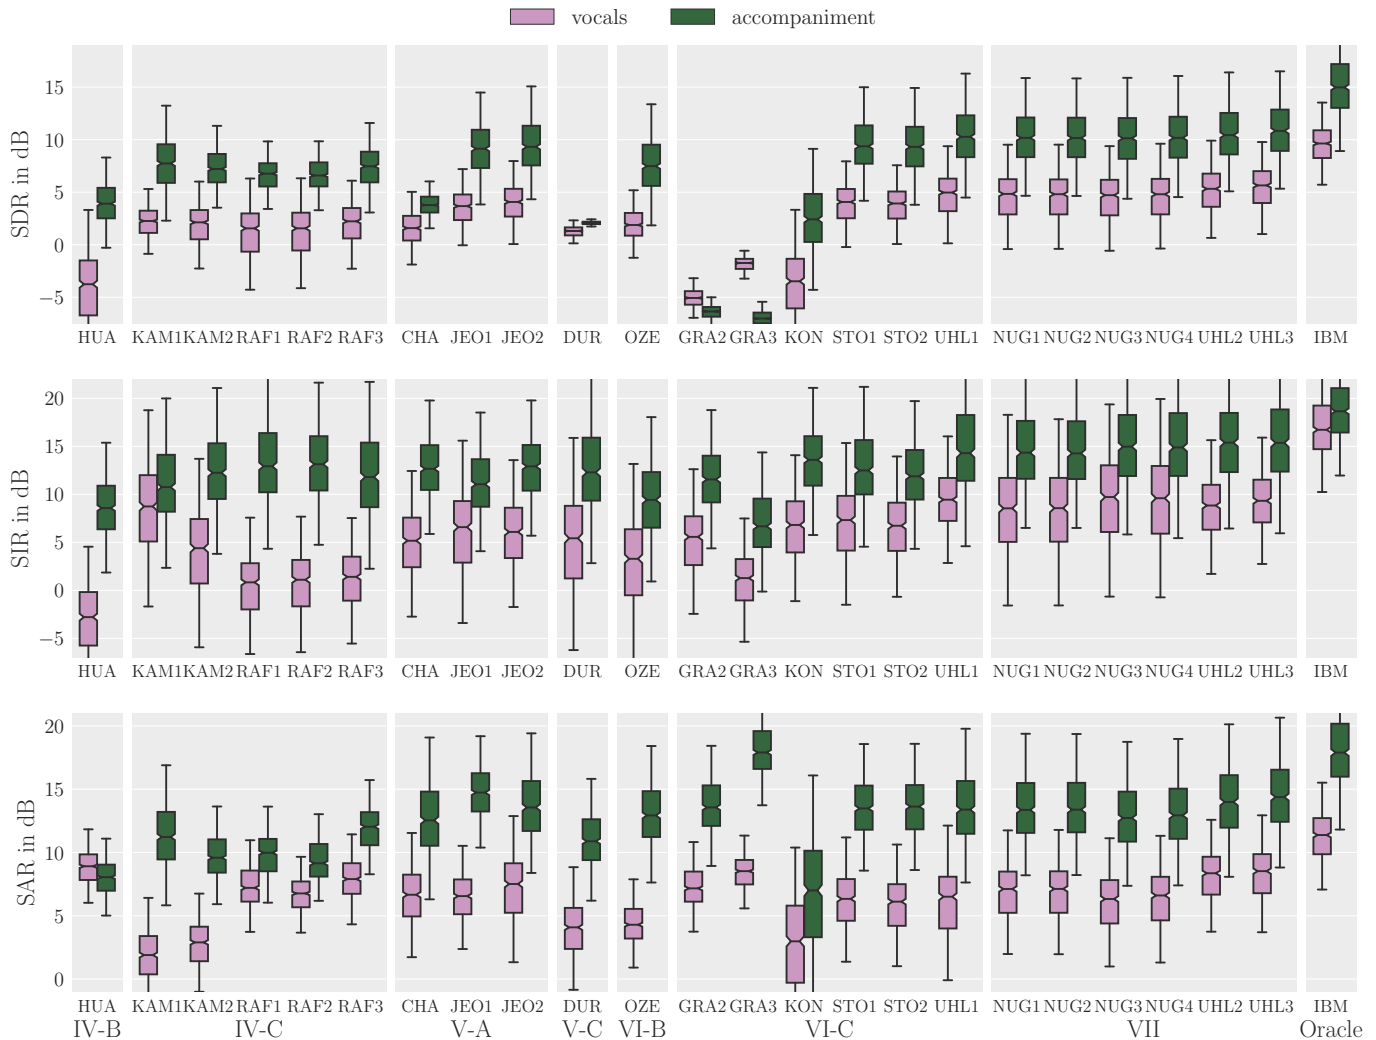 vocals accompaniment
SDR in dB
15
10
5
0
−5
HUA KAM1 KAM2 RAF1 RAF2 RAF3 CHA JEO1 JEO2 DUR OZE GRA2 GRA3 KON STO1 STO2 UHL1 NUG1 NUG2 NUG3 NUG4 UHL2 UHL3 IBM
SIR in dB
20
15
10
5
0
−5
HUA KAM1 KAM2 RAF1 RAF2 RAF3 CHA JEO1 JEO2 DUR OZE GRA2 GRA3 KON STO1 STO2 UHL1 NUG1 NUG2 NUG3 NUG4 UHL2 UHL3 IBM
SAR in dB
20
15
10
5
0
HUA KAM1 KAM2 RAF1 RAF2 RAF3 CHA JEO1 JEO2 DUR OZE GRA2 GRA3 KON STO1 STO2 UHL1 NUG1 NUG2 NUG3 NUG4 UHL2 UHL3 IBM
IV-B IV-C V-A V-C VI-B VI-C VII Oracle